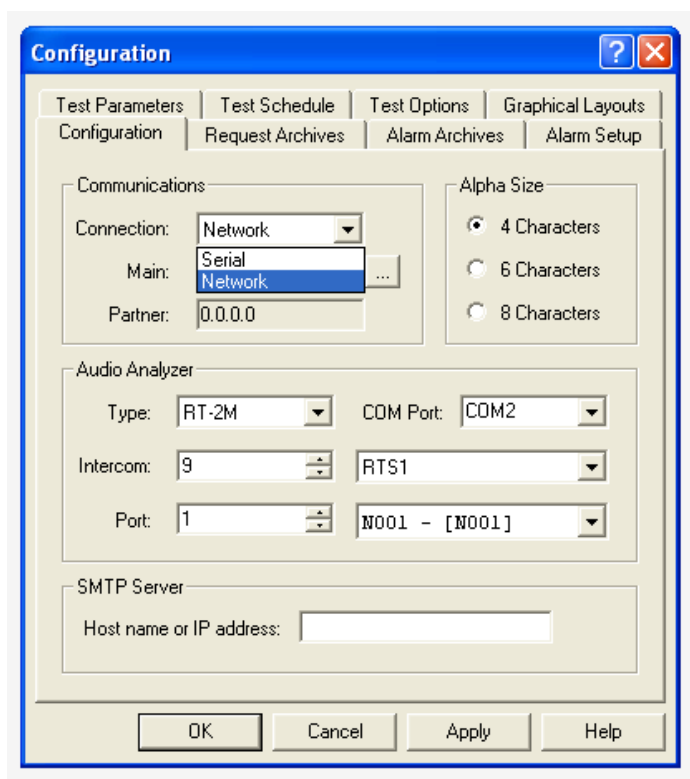 Configuration
Test Parameters Test Schedule Test Options Graphical Layouts
Configuration Request Archives Alarm Archives Alarm Setup
Communications
Connection: Network
Serial
Network
Main: ...
Partner: 0.0.0.0
Alpha Size
4 Characters
6 Characters
8 Characters
Audio Analyzer
Type: RT-2M COM Port: COM2
Intercom: 9 RTS1
Port: 1 N001 - [N001]
SMTP Server
Host name or IP address:
OK Cancel Apply Help